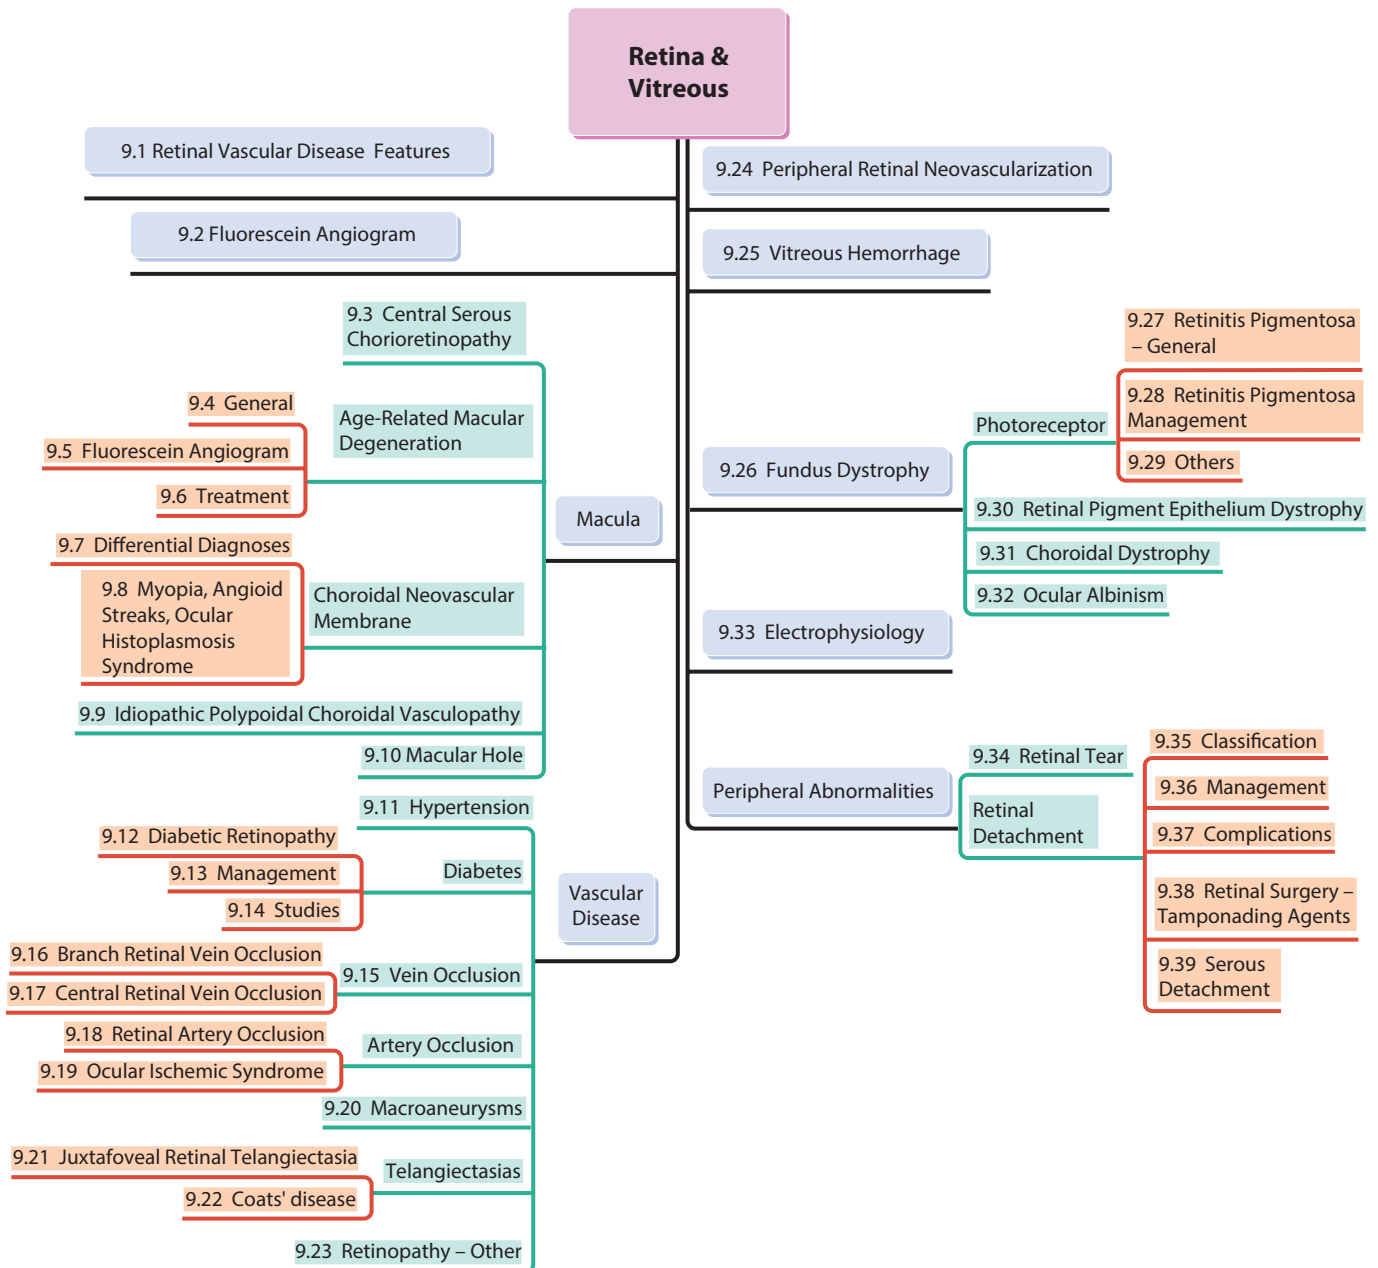 Retina &
Vitreous
9.1 Retinal Vascular Disease Features
9.2 Fluorescein Angiogram
9.3 Central Serous
Chorioretinopathy
Age-Related Macular
Degeneration
9.4 General
9.5 Fluorescein Angiogram
9.6 Treatment
Macula
9.7 Differential Diagnoses
9.8 Myopia, Angioid
Streaks, Ocular
Histoplasmosis
Syndrome
Choroidal Neovascular
Membrane
9.9 Idiopathic Polypoidal Choroidal Vasculopathy
9.10 Macular Hole
9.11 Hypertension
9.12 Diabetic Retinopathy
9.13 Management
9.14 Studies
Diabetes
Vascular
Disease
9.16 Branch Retinal Vein Occlusion
9.17 Central Retinal Vein Occlusion
9.15 Vein Occlusion
9.18 Retinal Artery Occlusion
9.19 Ocular Ischemic Syndrome
Artery Occlusion
9.20 Macroaneurysms
9.21 Juxtafoveal Retinal Telangiectasia
9.22 Coats' disease
Telangiectasias
9.23 Retinopathy – Other
9.24 Peripheral Retinal Neovascularization
9.25 Vitreous Hemorrhage
9.26 Fundus Dystrophy
Photoreceptor
9.27 Retinitis Pigmentosa
– General
9.28 Retinitis Pigmentosa
Management
9.29 Others
9.30 Retinal Pigment Epithelium Dystrophy
9.31 Choroidal Dystrophy
9.32 Ocular Albinism
9.33 Electrophysiology
Peripheral Abnormalities
9.34 Retinal Tear
Retinal
Detachment
9.35 Classification
9.36 Management
9.37 Complications
9.38 Retinal Surgery –
Tamponading Agents
9.39 Serous
Detachment